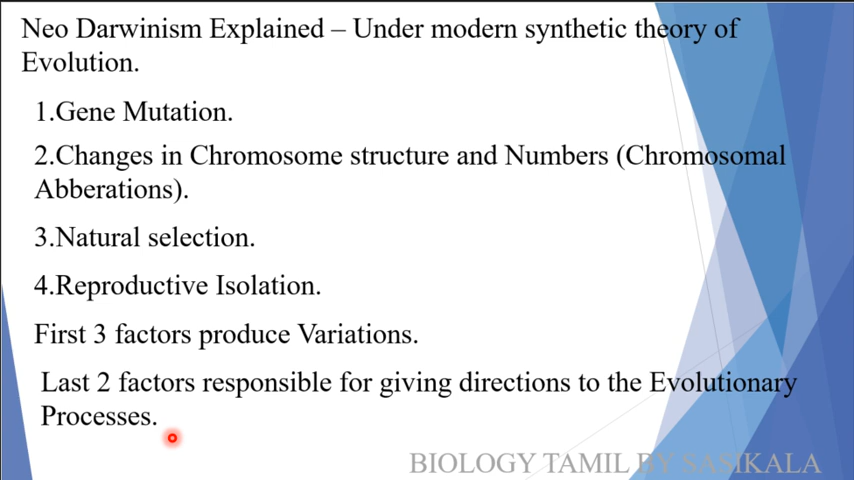 Neo Darwinism Explained – Under modern synthetic theory of
Evolution.
1.Gene Mutation.
2.Changes in Chromosome structure and Numbers (Chromosomal
Abberations).
3.Natural selection.
4.Reproductive Isolation.
First 3 factors produce Variations.
Last 2 factors responsible for giving directions to the Evolutionary
Processes.
BIOLOGY TAMIL BY SASIKALA